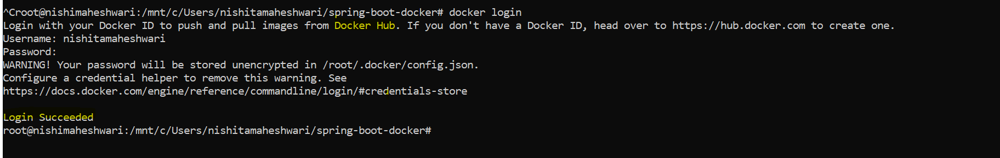 ^Croot@nishimaheshwari:/mnt/c/Users/nishitamaheshwari/spring-boot-docker# docker login
Login with your Docker ID to push and pull images from Docker Hub. If you don't have a Docker ID, head over to https://hub.docker.com to create one.
Username: nishitamaheshwari
Password:
WARNING! Your password will be stored unencrypted in /root/.docker/config.json.
Configure a credential helper to remove this warning. See
https://docs.docker.com/engine/reference/commandline/login/#credentials-store
Login Succeeded
root@nishimaheshwari:/mnt/c/Users/nishitamaheshwari/spring-boot-docker#